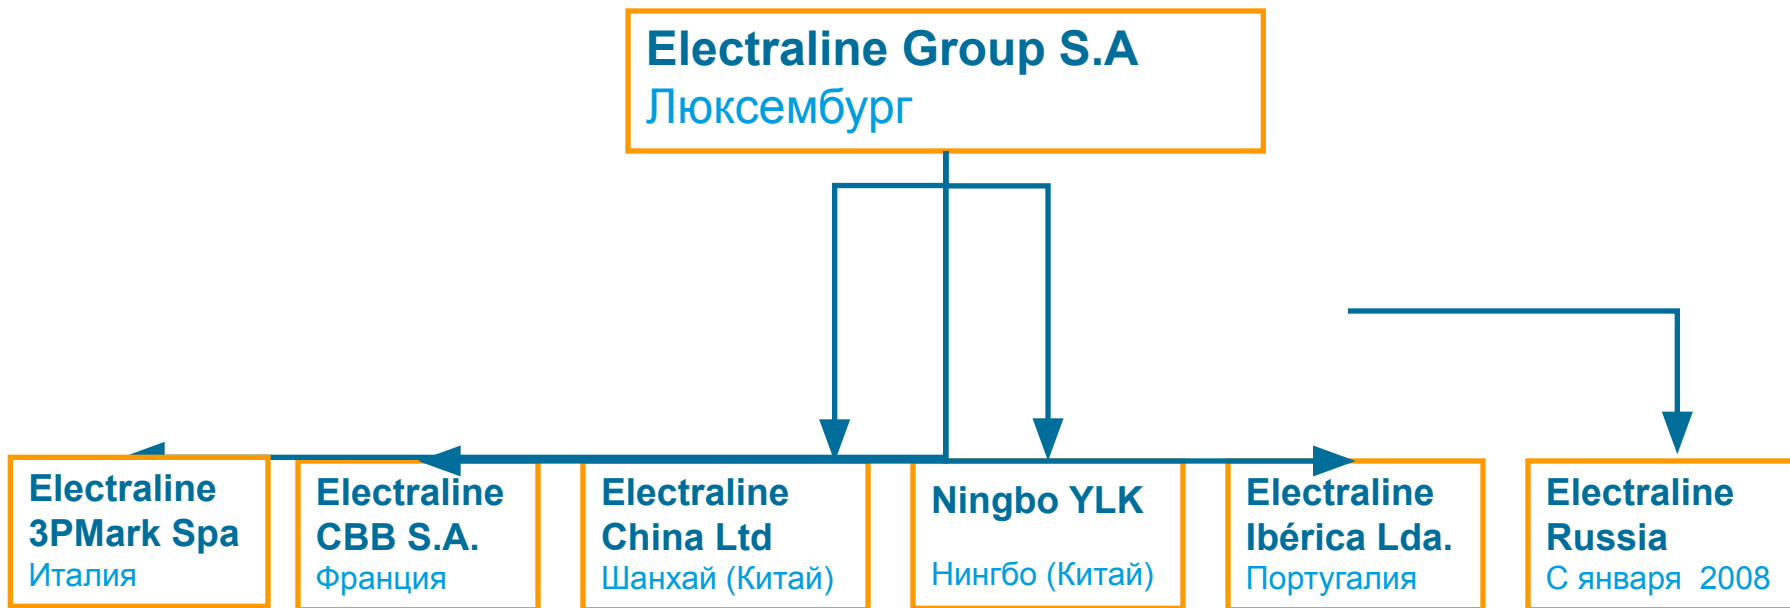 Electraline Group S.A
Люксембург
Electraline
3PMark Spa
Италия
Electraline
CBB S.A.
Франция
Electraline
China Ltd
Шанхай (Китай)
Ningbo YLK
Нингбо (Китай)
Electraline
Ibérica Lda.
Португалия
Electraline
Russia
С января 2008